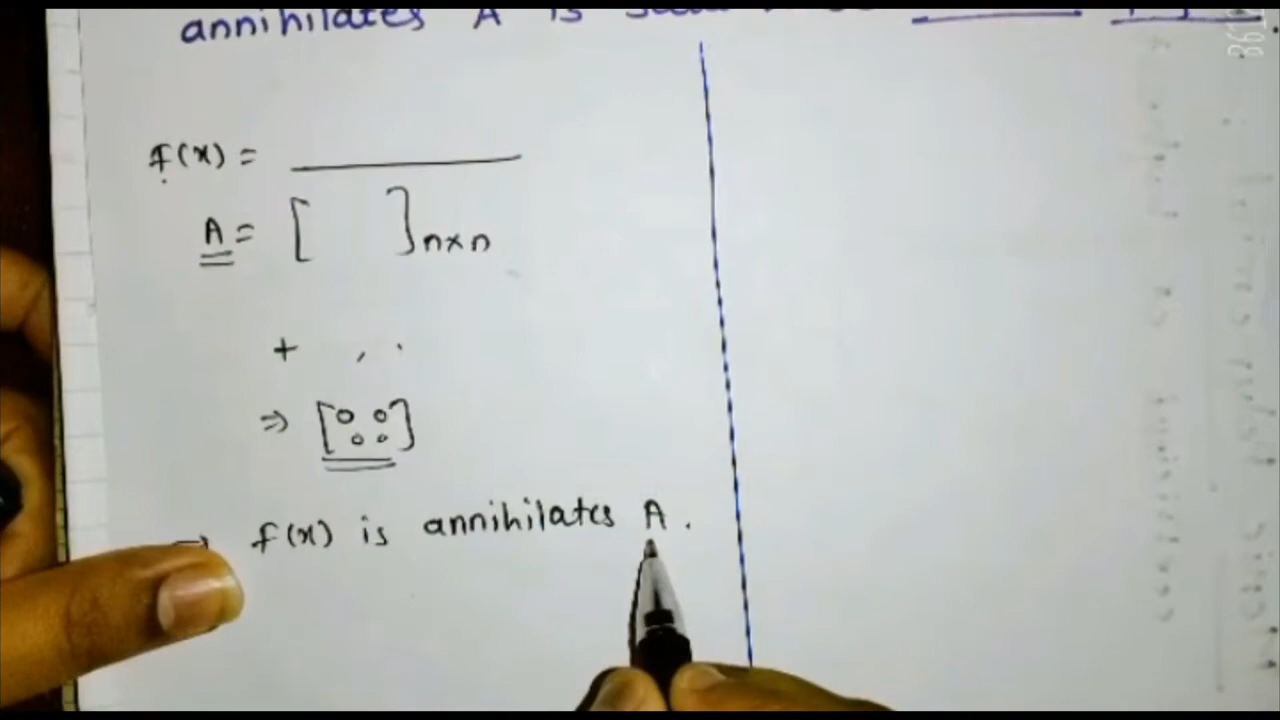 annihilates A is
f(x) =
A = [ ]n×n
+ , .
⇒ [0 0 0 0]
→ f(x) is annihilates A.